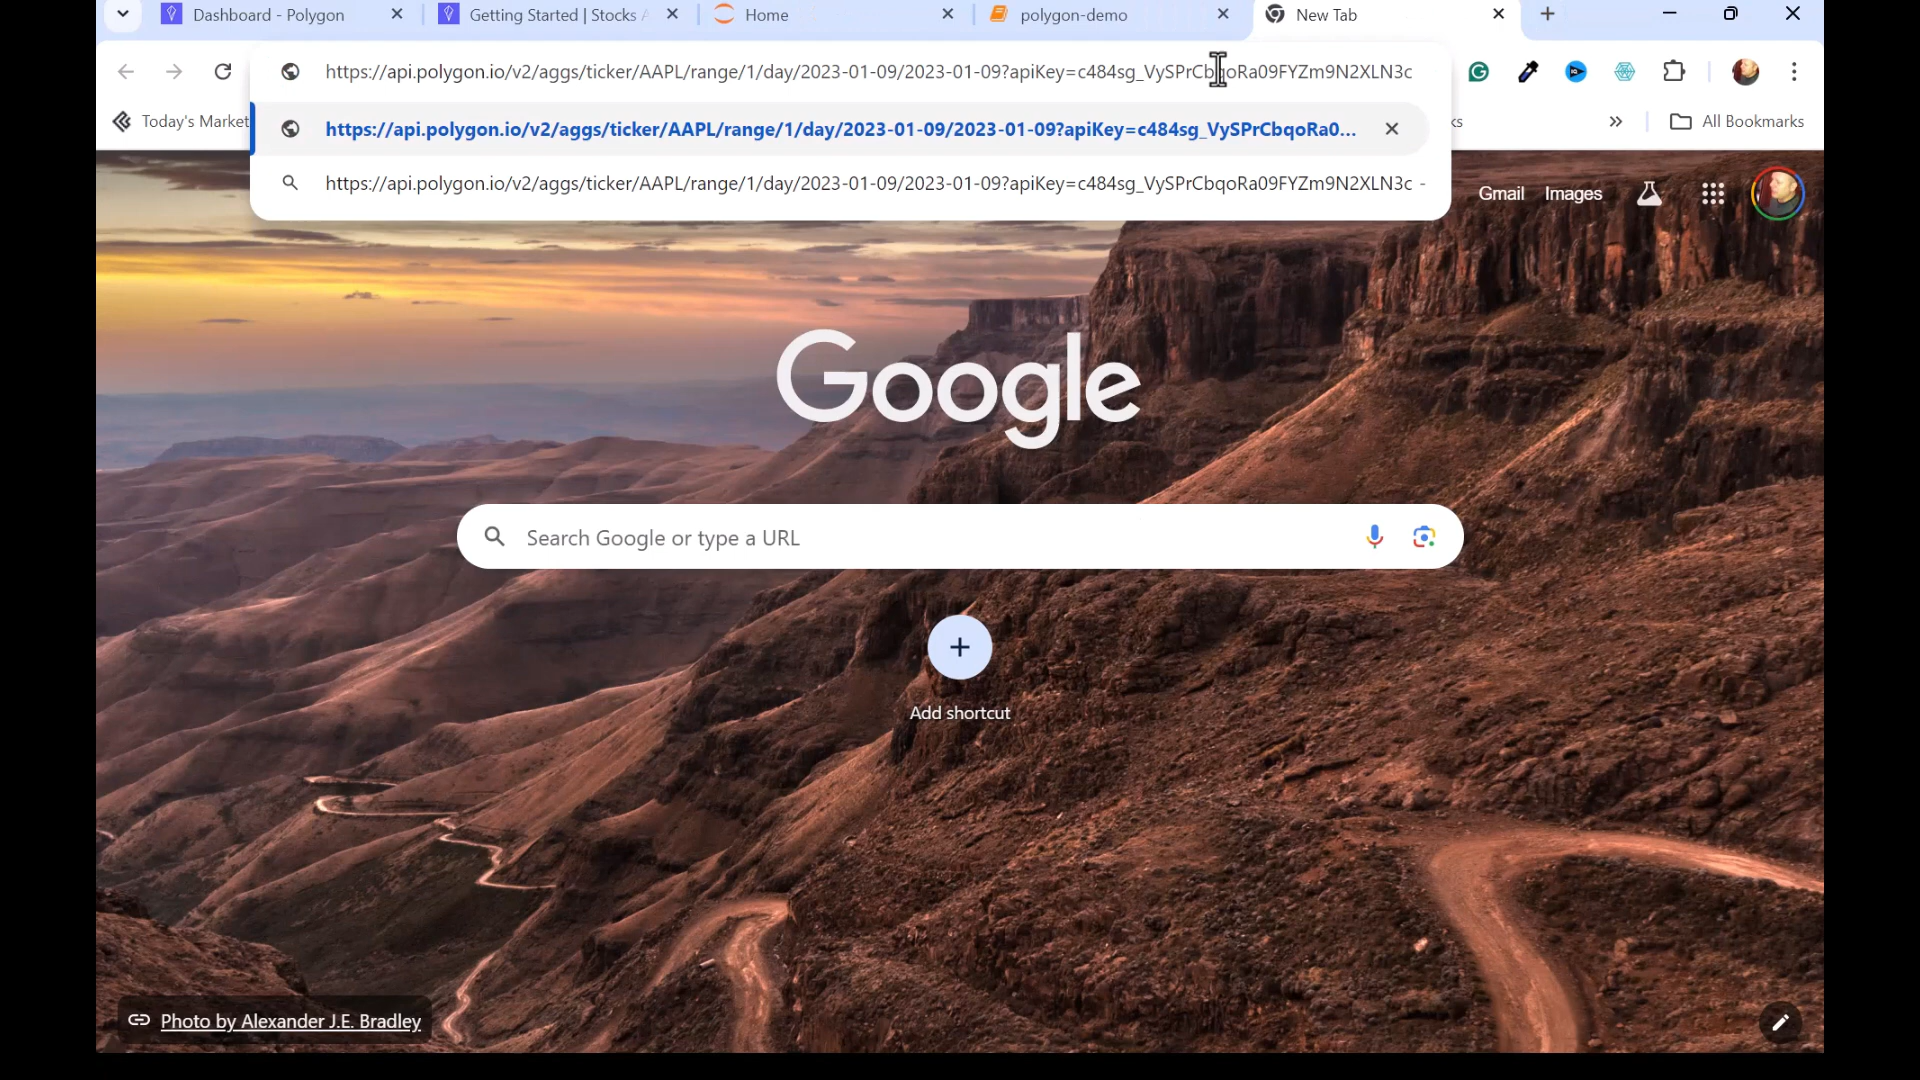 Dashboard - Polygon
Getting Started | Stocks A
Home
polygon-demo
New Tab
https://api.polygon.io/v2/aggs/ticker/AAPL/range/1/day/2023-01-09/2023-01-09?apiKey=c484sg_VySPrCbqoRa09FYZm9N2XLN3c
Today's Market
https://api.polygon.io/v2/aggs/ticker/AAPL/range/1/day/2023-01-09/2023-01-09?apiKey=c484sg_VySPrCbqoRa0...
ks
»
All Bookmarks
https://api.polygon.io/v2/aggs/ticker/AAPL/range/1/day/2023-01-09/2023-01-09?apiKey=c484sg_VySPrCbqoRa09FYZm9N2XLN3c -
Gmail
Images
Google
Search Google or type a URL
Add shortcut
Photo by Alexander J.E. Bradley